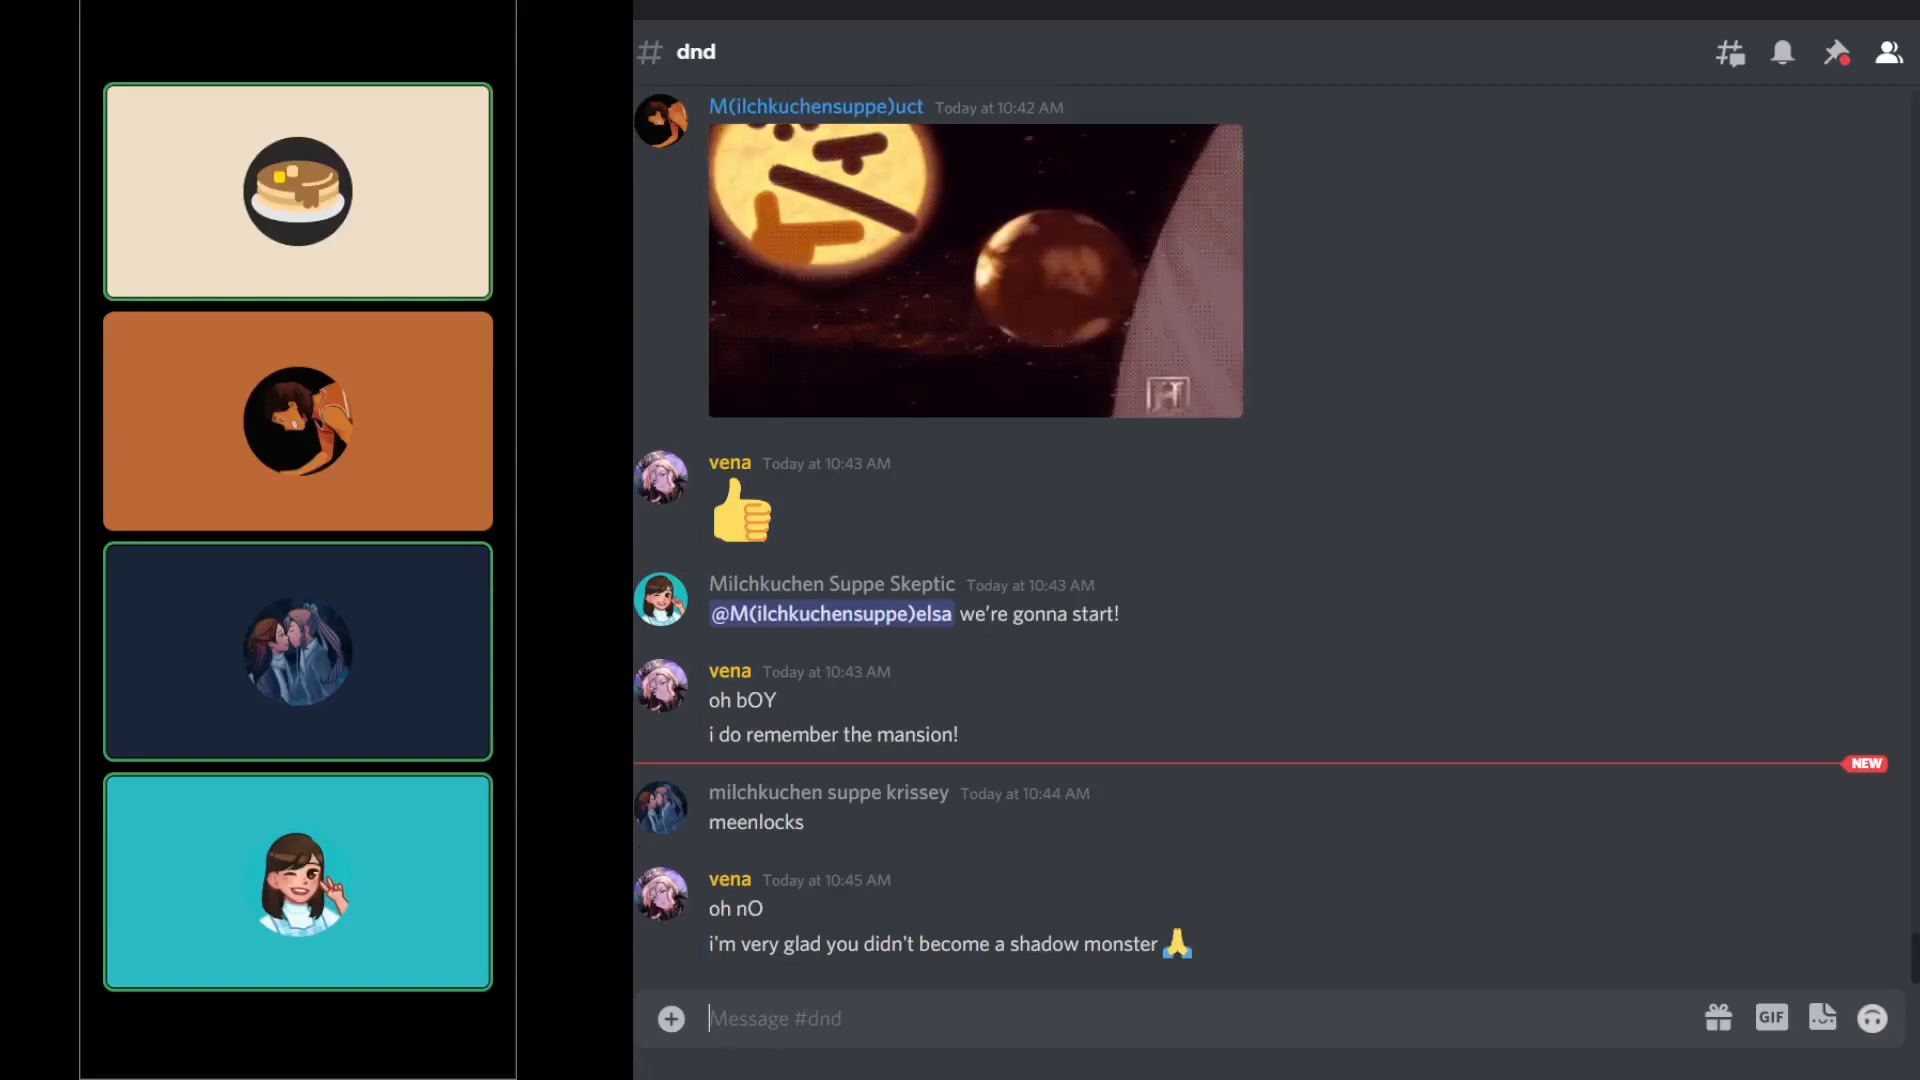 dnd
M(ilchkuchensuppe)uct Today at 10:42 AM
H
vena Today at 10:43 AM
Milchkuchen Suppe Skeptic Today at 10:43 AM
@M(ilchkuchensuppe)elsa we’re gonna start!
vena Today at 10:43 AM
oh bOY
i do remember the mansion!
NEW
milchkuchen suppe krissey Today at 10:44 AM
meenlocks
vena Today at 10:45 AM
oh nO
i'm very glad you didn't become a shadow monster
Message #dnd
GIF